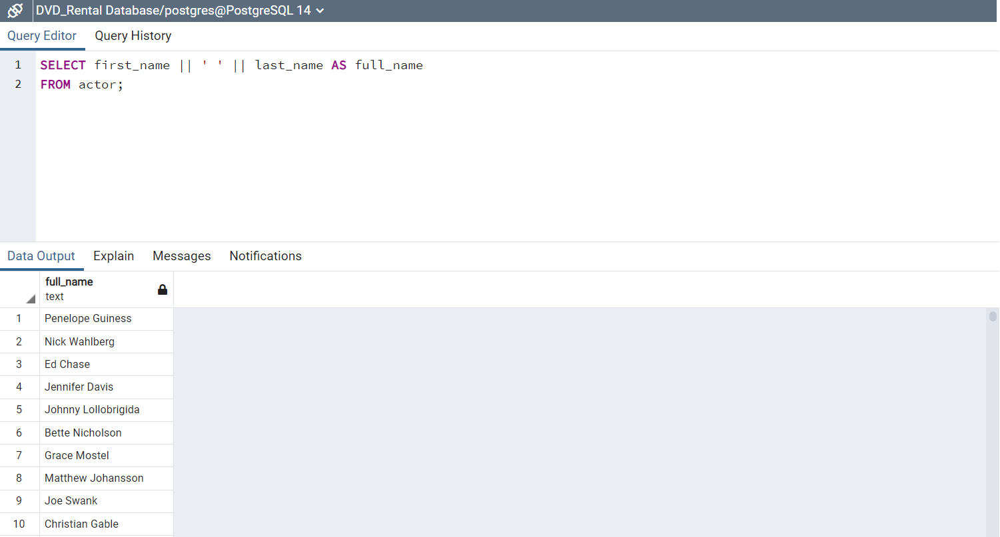 DVD_Rental Database/postgres@PostgreSQL 14
Query Editor Query History
1 SELECT first_name || ' ' || last_name AS full_name
2 FROM actor;
Data Output Explain Messages Notifications
full_name
text
1 Penelope Guiness
2 Nick Wahlberg
3 Ed Chase
4 Jennifer Davis
5 Johnny Lollobrigida
6 Bette Nicholson
7 Grace Mostel
8 Matthew Johansson
9 Joe Swank
10 Christian Gable